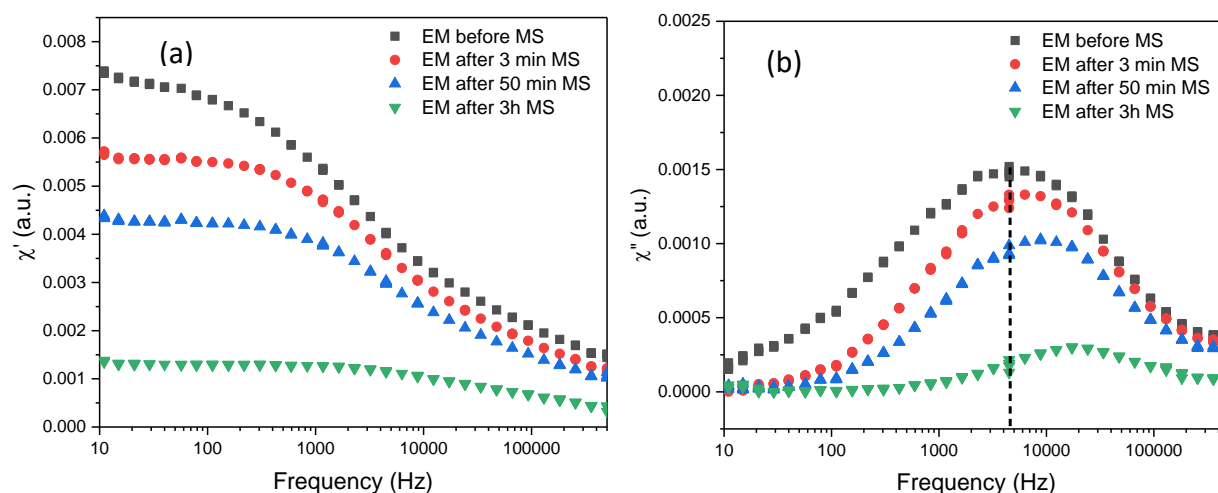 (a)
EM before MS
EM after 3 min MS
EM after 50 min MS
EM after 3h MS
0.008
0.007
0.006
0.005
0.004
0.003
0.002
0.001
0.000
χ' (a.u.)
10 100 1000 10000 100000
Frequency (Hz)
(b)
EM before MS
EM after 3 min MS
EM after 50 min MS
EM after 3h MS
0.0025
0.0020
0.0015
0.0010
0.0005
0.0000
χ" (a.u.)
10 100 1000 10000 100000
Frequency (Hz)